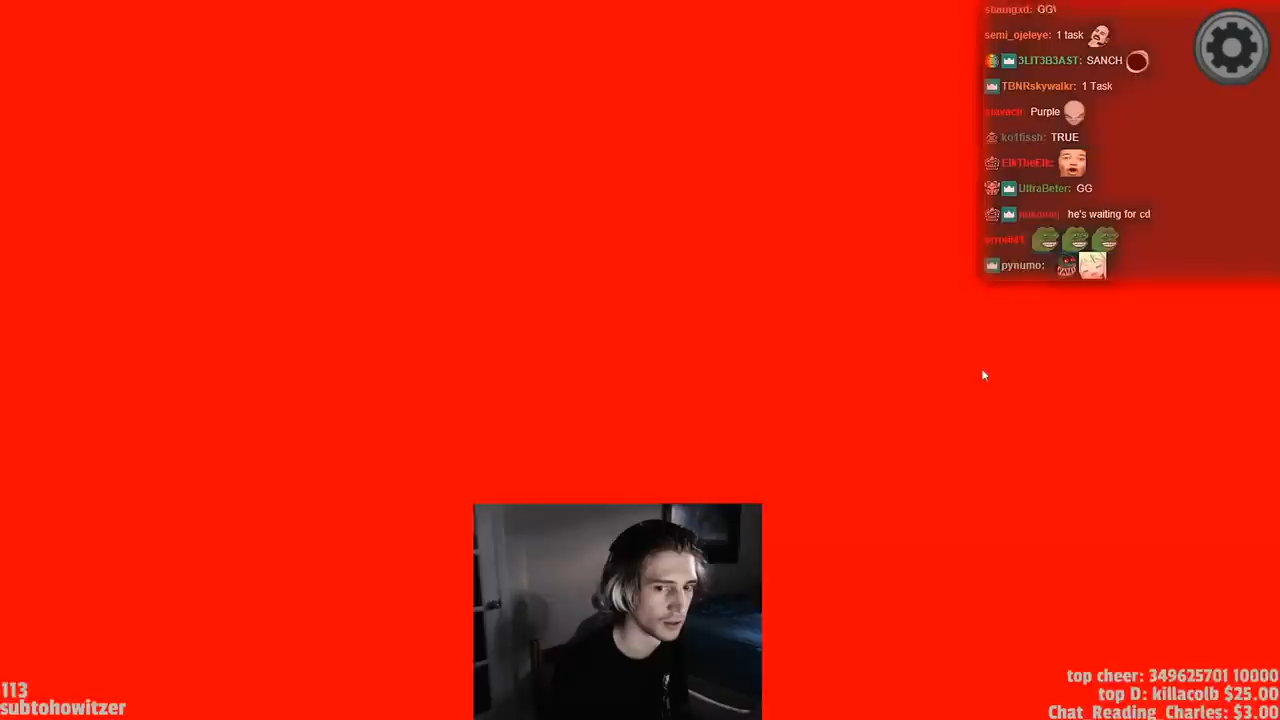 GG\
semi_ojeleye: 1 task
3LIT3B3AST: SANCH
TBNRskywalkr: 1 Task
Purple
ko1fissh: TRUE
ElkTheElk:
UltraBeter: GG
he's waiting for cd
pynumo:
top cheer: 349625701 10000
113
top D: killacolb $25.00
subtohowitzer
Chat_Reading_Charles: $3.00